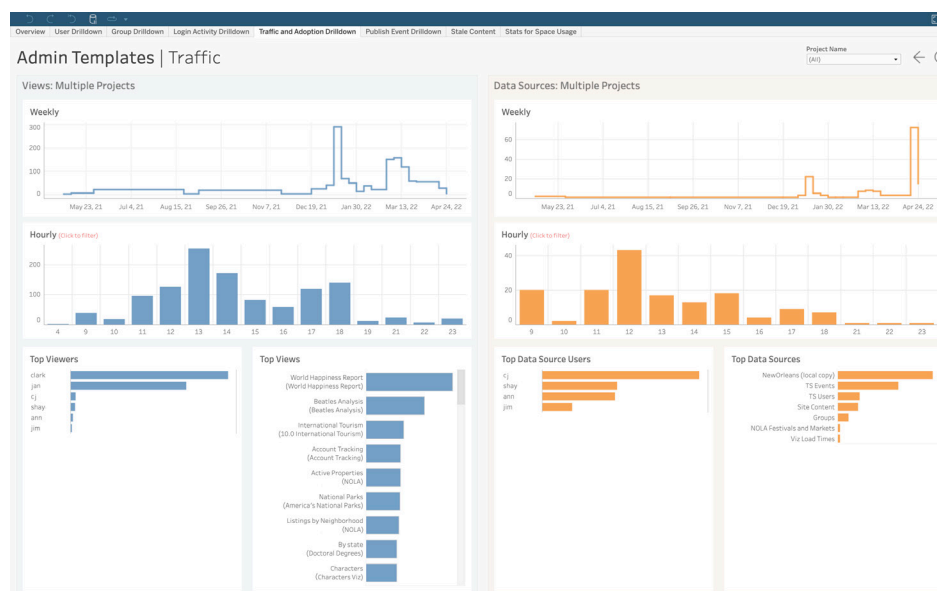 Overview User Drilldown Group Drilldown Login Activity Drilldown Traffic and Adoption Drilldown Publish Event Drilldown Stale Content Stats for Space Usage
Admin Templates | Traffic
Project Name
(All)
Views: Multiple Projects
Weekly
300
200
100
0
May 23, 21 Jul 4, 21 Aug 15, 21 Sep 26, 21 Nov 7, 21 Dec 19, 21 Jan 30, 22 Mar 13, 22 Apr 24, 22
Hourly (Click to filter)
200
100
0
4 9 10 11 12 13 14 15 16 17 18 19 21 22 23
Top Viewers
clark
jan
cj
shay
ann
jim
Top Views
World Happiness Report
(World Happiness Report)
Beatles Analysis
(Beatles Analysis)
International Tourism
(10.0 International Tourism)
Account Tracking
(Account Tracking)
Active Properties
(NOLA)
National Parks
(America's National Parks)
Listings by Neighborhood
(NOLA)
By state
(Doctoral Degrees)
Characters
(Characters Viz)
Data Sources: Multiple Projects
Weekly
60
40
20
0
May 23, 21 Jul 4, 21 Aug 15, 21 Sep 26, 21 Nov 7, 21 Dec 19, 21 Jan 30, 22 Mar 13, 22 Apr 24, 22
Hourly (Click to filter)
40
20
0
9 10 11 12 13 14 15 16 17 18 21 22 23
Top Data Source Users
cj
shay
ann
jim
Top Data Sources
NewOrleans (local copy)
TS Events
TS Users
Site Content
Groups
NOLA Festivals and Markets
Viz Load Times